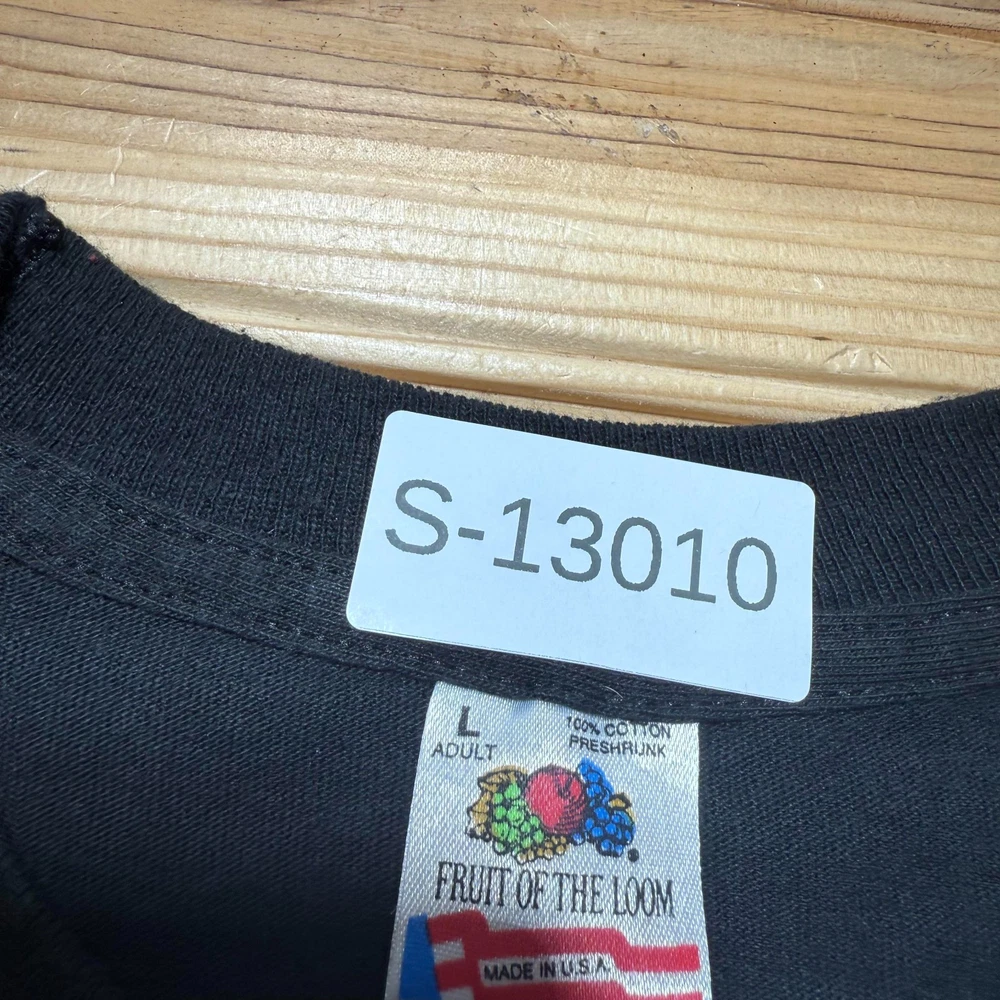 S-13010
L
ADULT
100% COTTON
PRESHRUNK
FRUIT OF THE LOOM
MADE IN U.S.A.